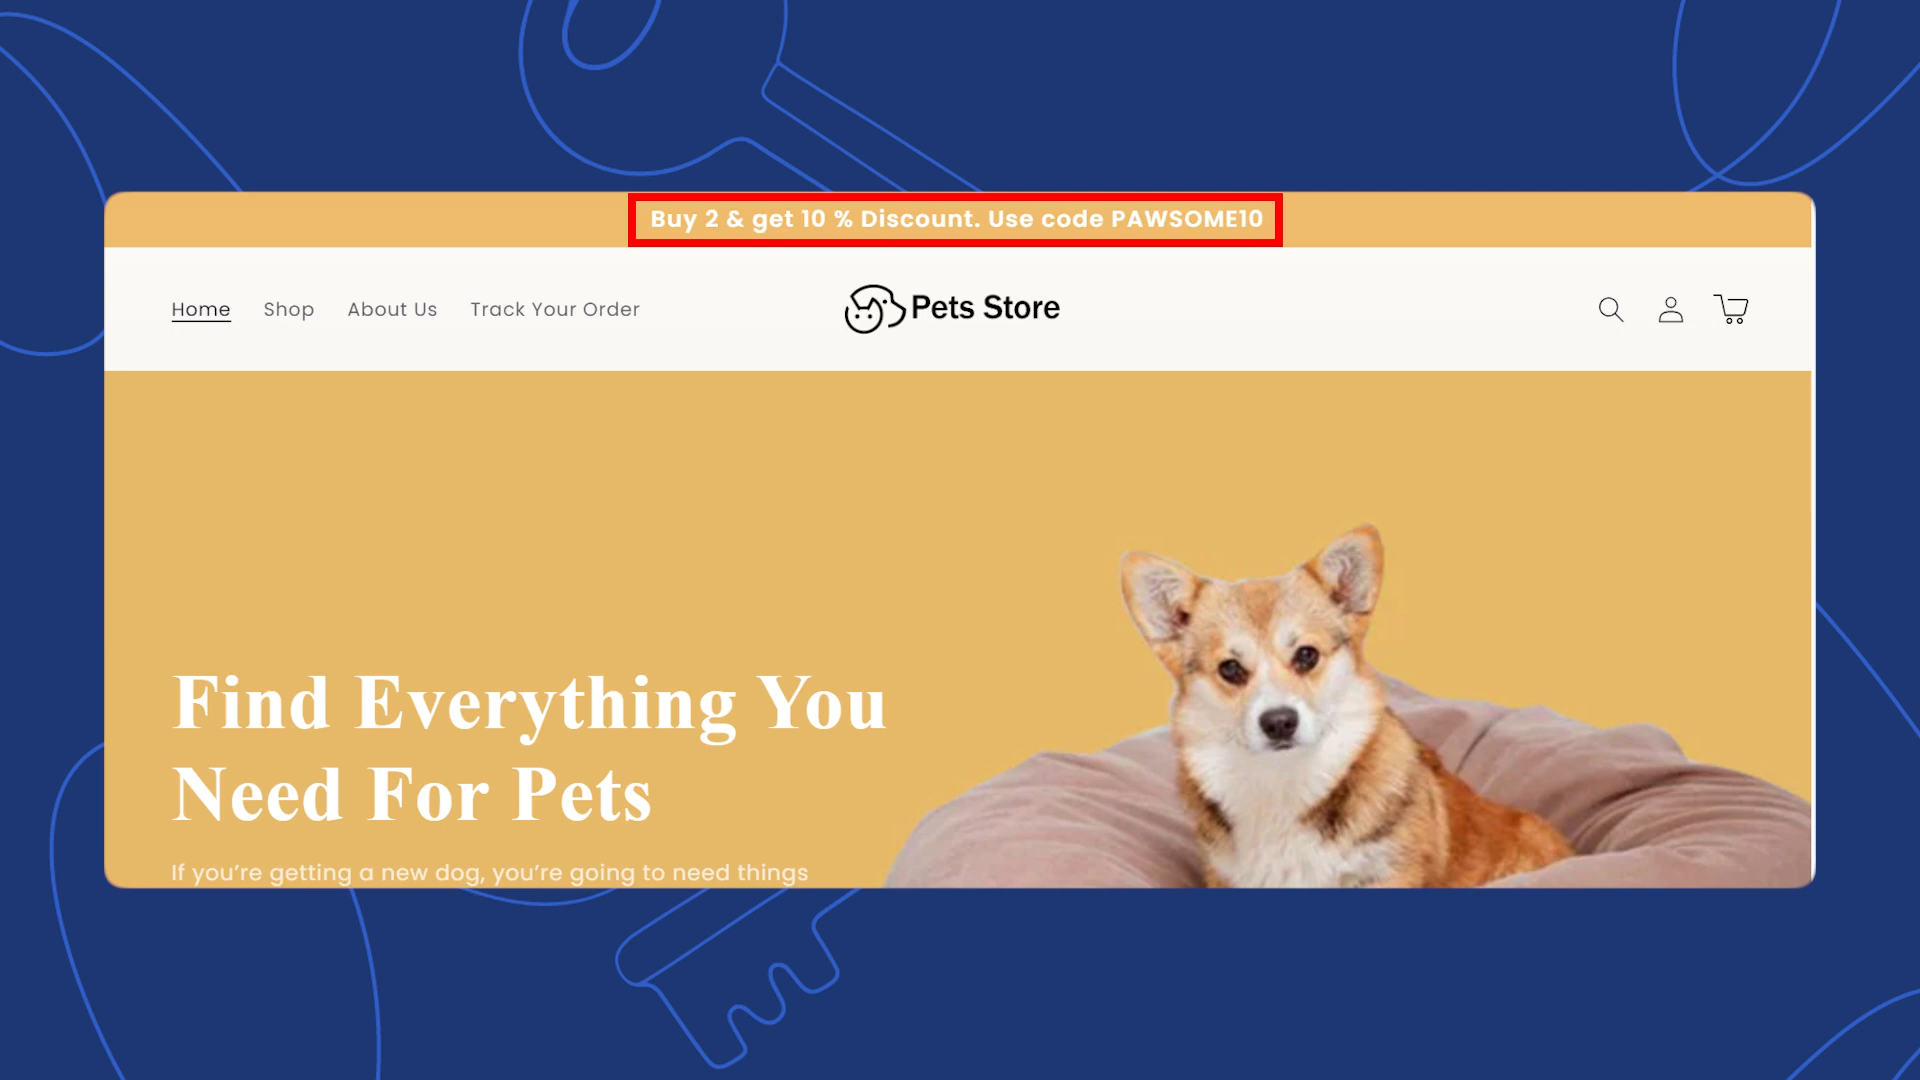 Buy 2 & get 10 % Discount. Use code PAWSOME10
Home Shop About Us Track Your Order
Pets Store
Find Everything You
Need For Pets
If you’re getting a new dog, you’re going to need things